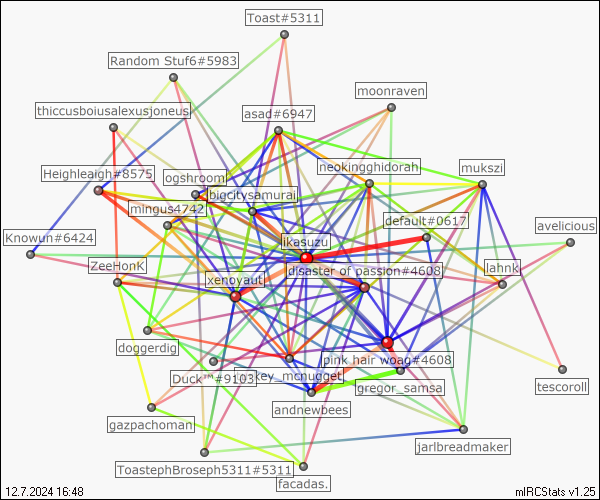 Toast#5311
Random Stuf6#5983
moonraven
thiccusboiusalexusjoneus
asad#6947
neokingghidorah
mukszi
Heighleaigh#8575
ogshroom
bigcitysamurai
mingus4742
default#0617
avelicious
Knowun#6424
ikasuzu
ZeeHonK
xenoyaut
disaster of passion#4608
lahnk
doggerdig
pink hair woag#4608
Duck™#9103
key_mcnugget
gregor_samsa
tescoroll
andnewbees
gazpachoman
jarlbreadmaker
ToastephBroseph5311#5311
facadas.
12.7.2024 16:48
mIRCStats v1.25